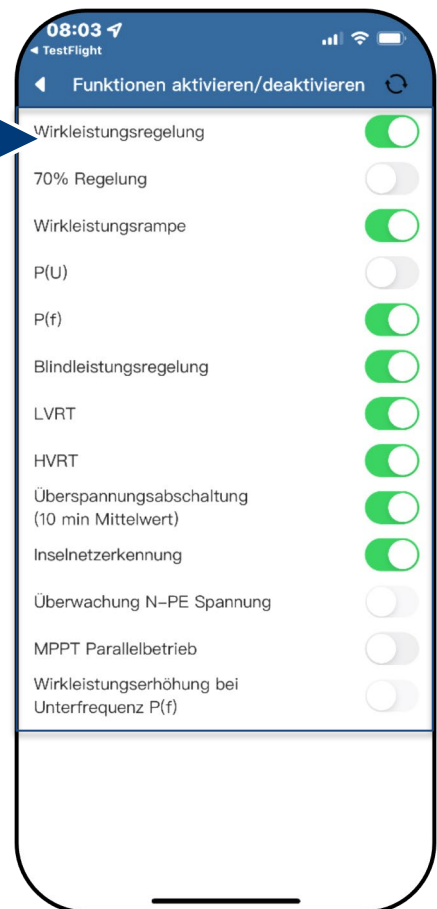 08:03
◀ TestFlight
Funktionen aktivieren/deaktivieren
Wirkleistungsregelung
70% Regelung
Wirkleistungsrampe
P(U)
P(f)
Blindleistungsregelung
LVRT
HVRT
Überspannungsabschaltung
(10 min Mittelwert)
Inselnetzerkennung
Überwachung N-PE Spannung
MPPT Parallelbetrieb
Wirkleistungserhöhung bei
Unterfrequenz P(f)